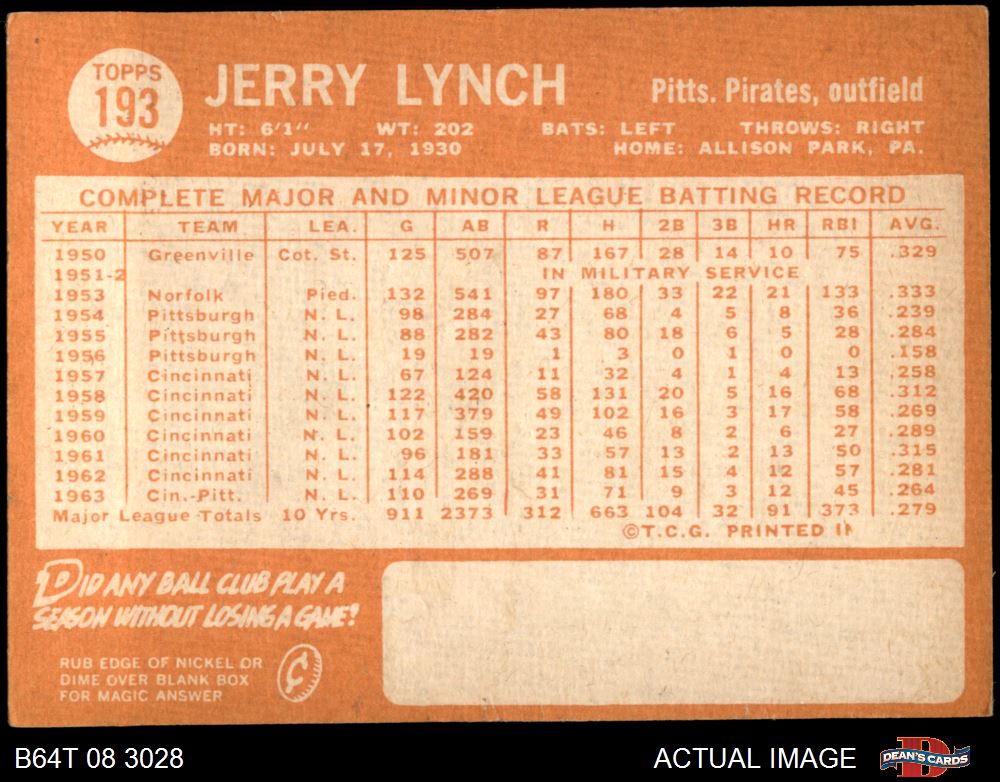 TOPPS
193
JERRY LYNCH
Pitts. Pirates, outfield
HT: 6'1" WT: 202 BATS: LEFT THROWS: RIGHT
BORN: JULY 17, 1930 HOME: ALLISON PARK, PA.
COMPLETE MAJOR AND MINOR LEAGUE BATTING RECORD
YEAR TEAM LEA. G AB R H 2B 3B HR RBI AVG.
1950 Greenville Cot. St. 125 507 87 167 28 14 10 75 .329
1951-2 IN MILITARY SERVICE
1953 Norfolk Pied. 132 541 97 180 33 22 21 133 .333
1954 Pittsburgh N. L. 98 284 27 68 4 5 8 36 .239
1955 Pittsburgh N. L. 88 282 43 80 18 6 5 28 .284
1956 Pittsburgh N. L. 19 19 1 3 0 1 0 0 .158
1957 Cincinnati N. L. 67 124 11 32 4 1 4 13 .258
1958 Cincinnati N. L. 122 420 58 131 20 5 16 68 .312
1959 Cincinnati N. L. 117 379 49 102 16 3 17 58 .269
1960 Cincinnati N. L. 102 159 23 46 8 2 6 27 .289
1961 Cincinnati N. L. 96 181 33 57 13 2 13 50 .315
1962 Cincinnati N. L. 114 288 41 81 15 4 12 57 .281
1963 Cin.-Pitt. N. L. 110 269 31 71 9 3 12 45 .264
Major League Totals 10 Yrs. 911 2373 312 663 104 32 91 373 .279
©T.C.G. PRINTED IN
DID ANY BALL CLUB PLAY A
SEASON WITHOUT LOSING A GAME?
RUB EDGE OF NICKEL OR
DIME OVER BLANK BOX
FOR MAGIC ANSWER
¢
B64T 08 3028
ACTUAL IMAGE
D
DEAN'S CARDS